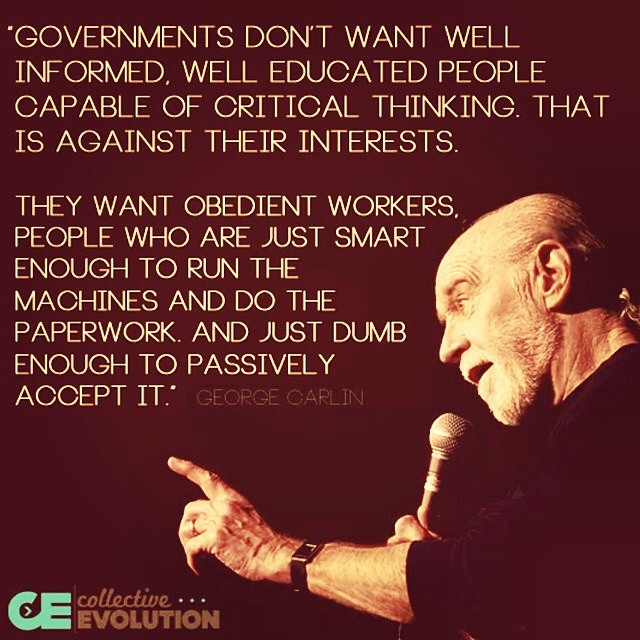 "GOVERNMENTS DON'T WANT WELL
INFORMED, WELL EDUCATED PEOPLE
CAPABLE OF CRITICAL THINKING. THAT
IS AGAINST THEIR INTERESTS.
THEY WANT OBEDIENT WORKERS,
PEOPLE WHO ARE JUST SMART
ENOUGH TO RUN THE
MACHINES AND DO THE
PAPERWORK. AND JUST DUMB
ENOUGH TO PASSIVELY
ACCEPT IT." GEORGE CARLIN
CE collective
EVOLUTION